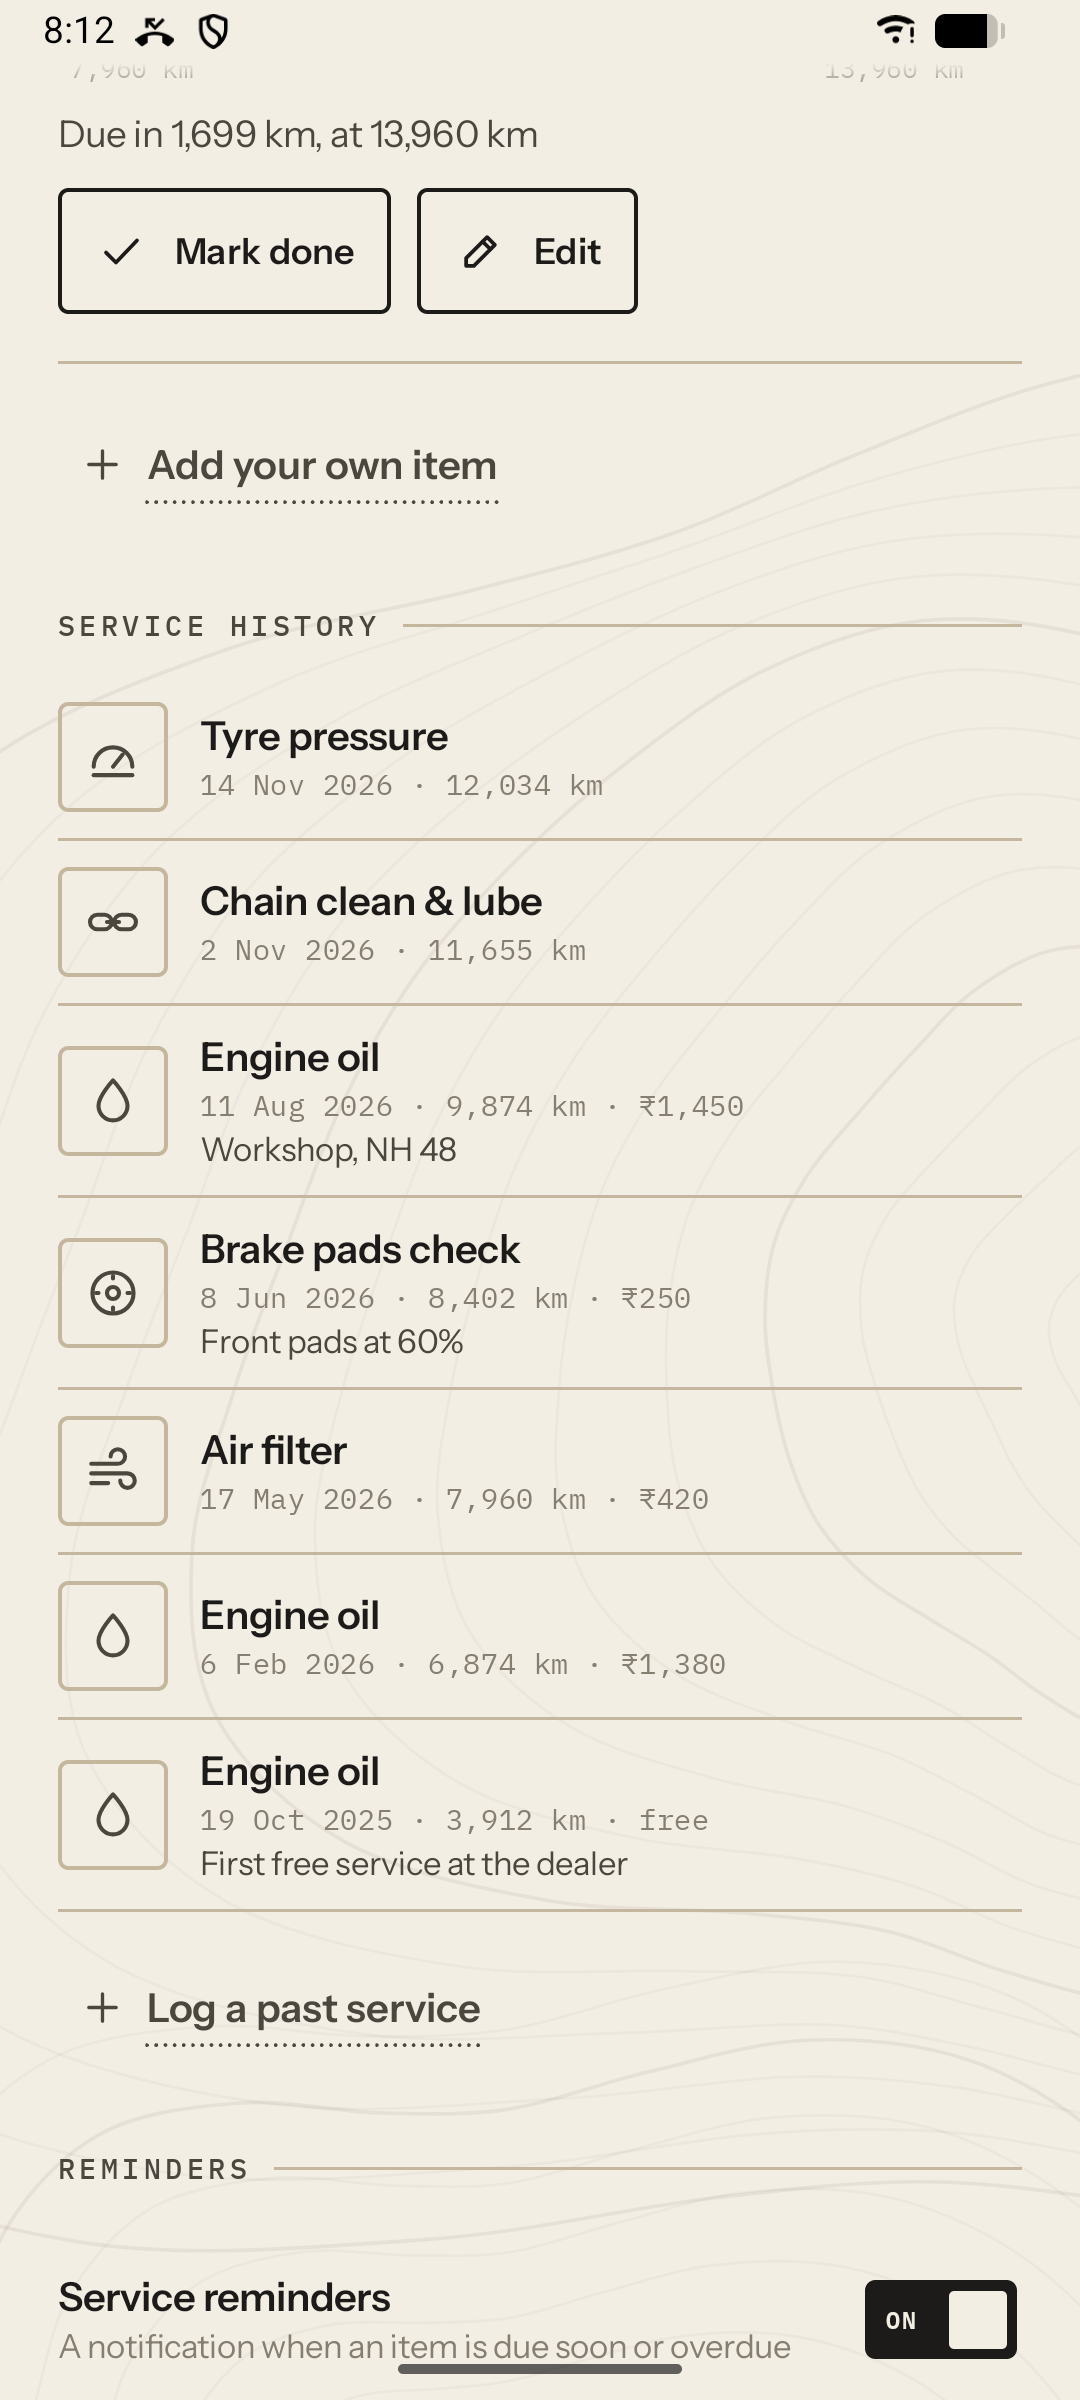 8:12
7,960 km 13,960 km
Due in 1,699 km, at 13,960 km
Mark done Edit
+ Add your own item
SERVICE HISTORY
Tyre pressure
14 Nov 2026 · 12,034 km
Chain clean & lube
2 Nov 2026 · 11,655 km
Engine oil
11 Aug 2026 · 9,874 km · ₹1,450
Workshop, NH 48
Brake pads check
8 Jun 2026 · 8,402 km · ₹250
Front pads at 60%
Air filter
17 May 2026 · 7,960 km · ₹420
Engine oil
6 Feb 2026 · 6,874 km · ₹1,380
Engine oil
19 Oct 2025 · 3,912 km · free
First free service at the dealer
+ Log a past service
REMINDERS
Service reminders
ON
A notification when an item is due soon or overdue